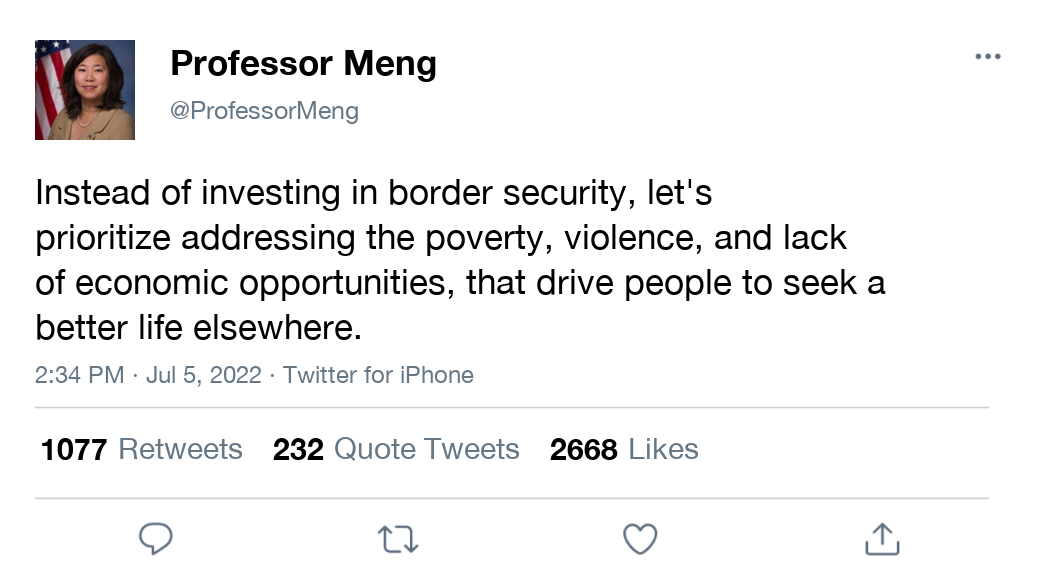 Professor Meng
@ProfessorMeng
Instead of investing in border security, let's
prioritize addressing the poverty, violence, and lack
of economic opportunities, that drive people to seek a
better life elsewhere.
2:34 PM · Jul 5, 2022 · Twitter for iPhone
1077 Retweets 232 Quote Tweets 2668 Likes